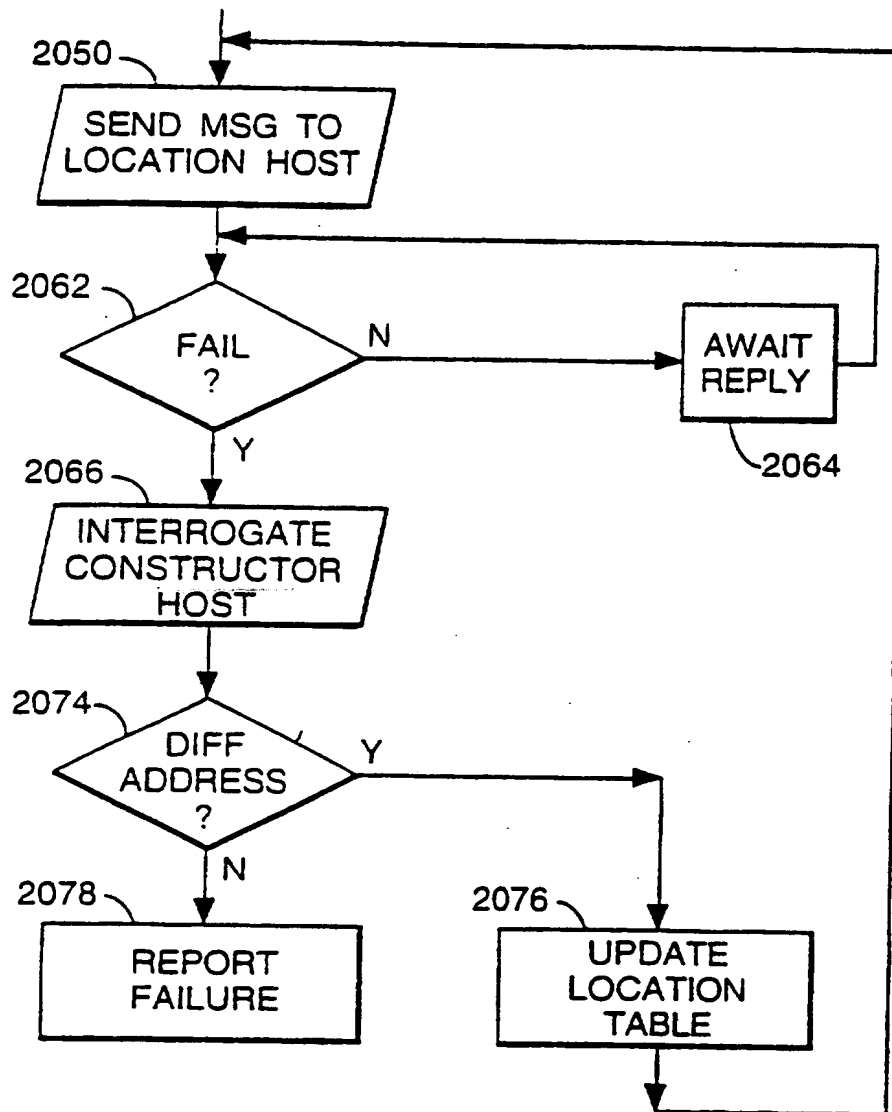 2050
SEND MSG TO
LOCATION HOST
2062
FAIL
?
N
AWAIT
REPLY
2064
Y
2066
INTERROGATE
CONSTRUCTOR
HOST
2074
DIFF
ADDRESS
?
Y
N
2078
REPORT
FAILURE
2076
UPDATE
LOCATION
TABLE